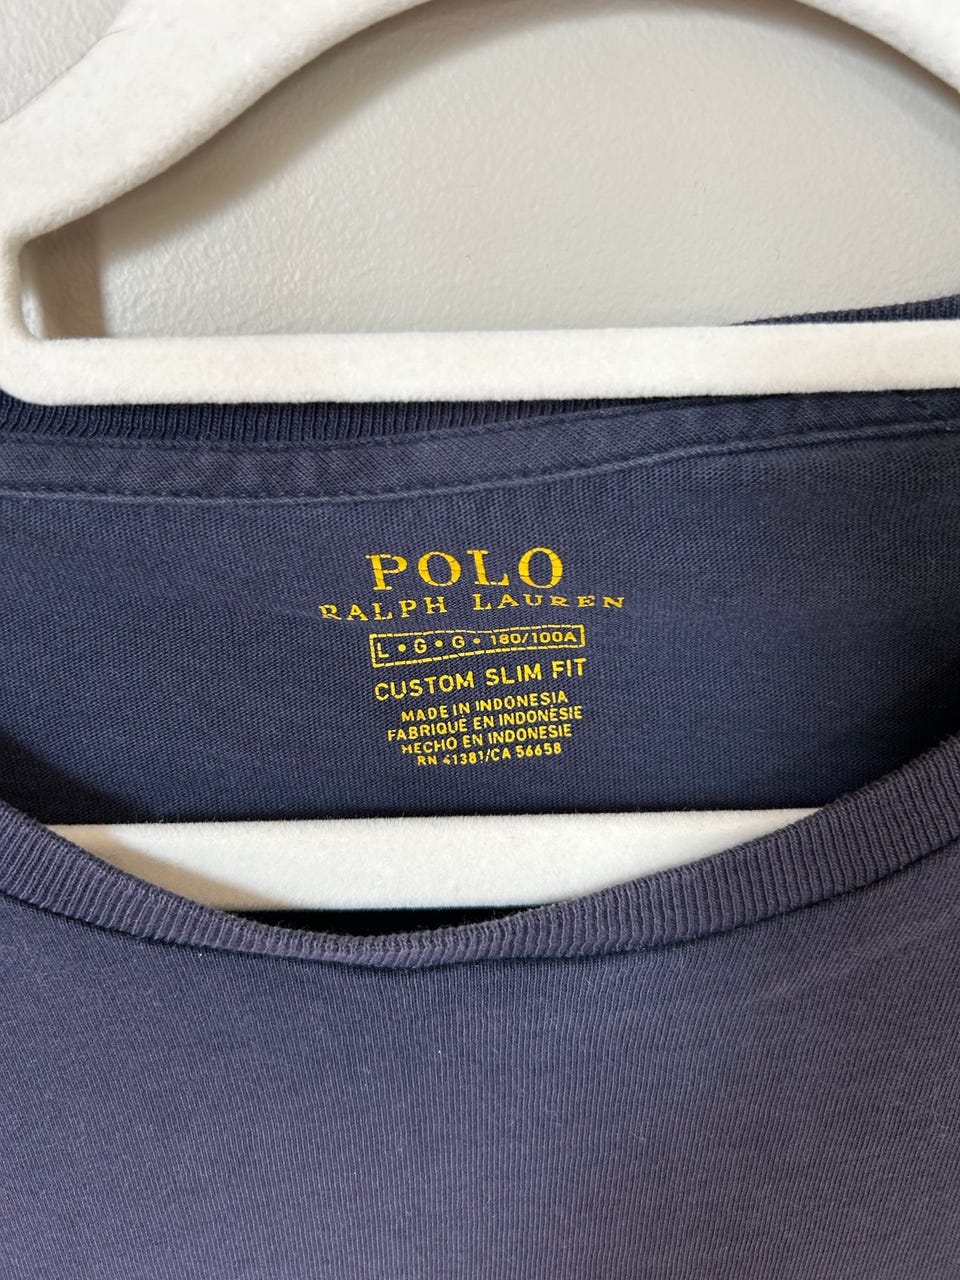 POLO
RALPH LAUREN
L • G • G • 180/100A
CUSTOM SLIM FIT
MADE IN INDONESIA
FABRIQUÉ EN INDONÉSIE
HECHO EN INDONESIE
RN 41381/CA 56658